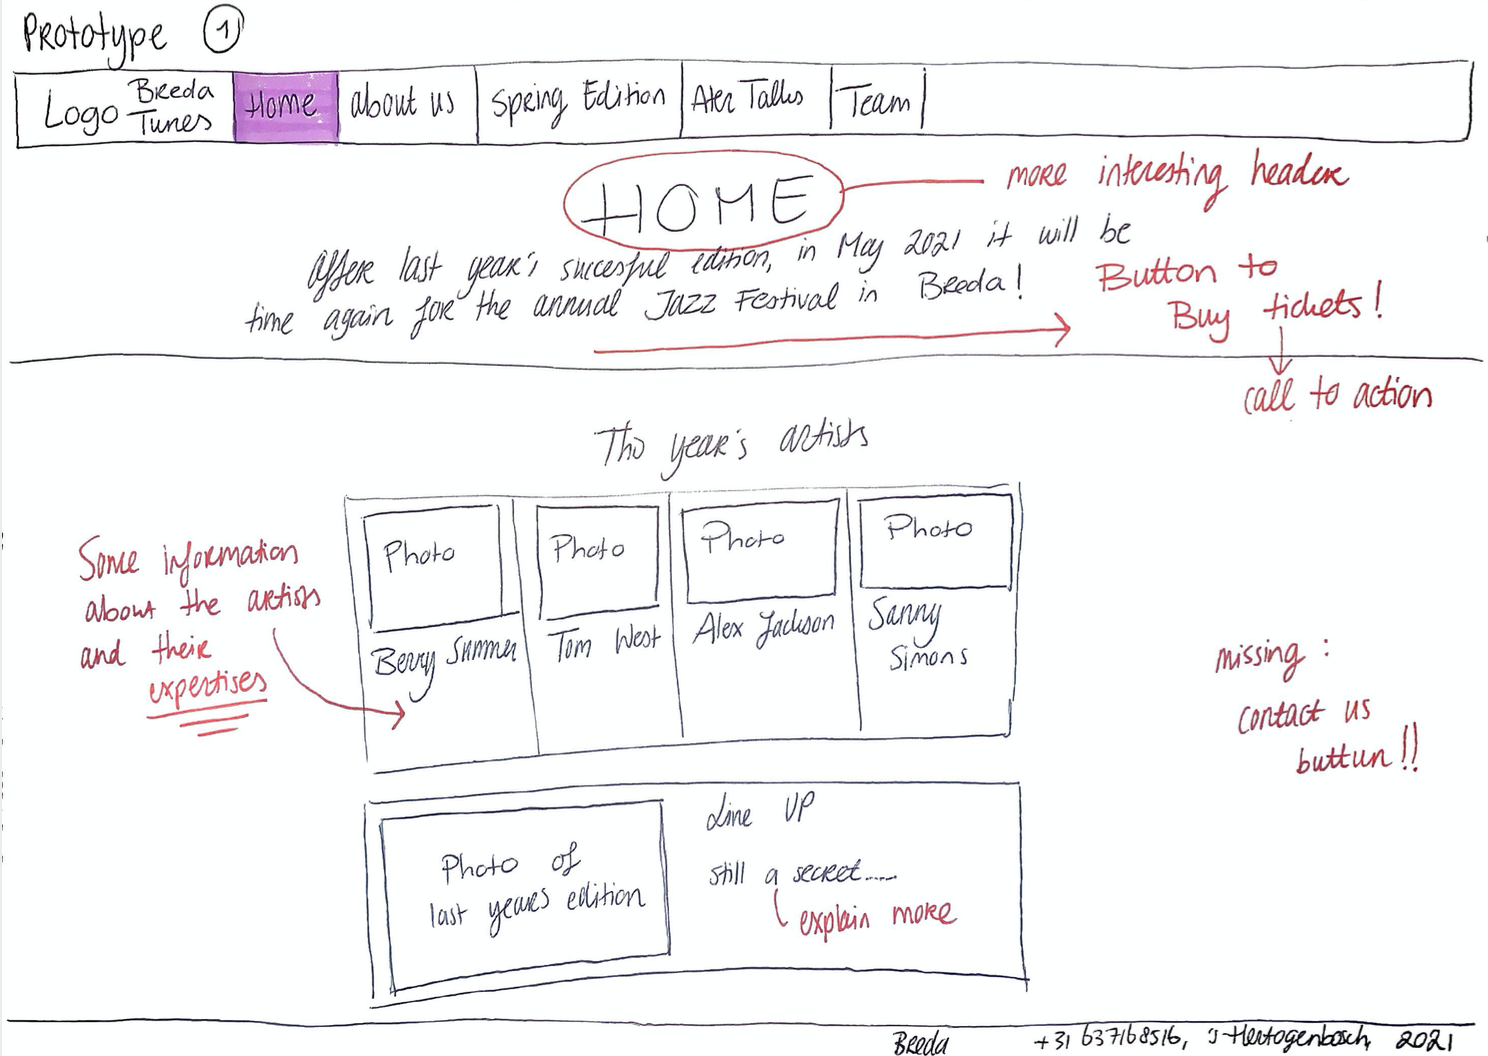 Prototype 1
Logo Breda Tunes
Home
about us
Spring Edition
Ater Talks
Team
HOME
more interesting header
After last year's succesful edition, in May 2021 it will be
time again for the annual Jazz Festival in Breda!
Button to
Buy tickets!
call to action
Tho year's artists
Photo
Photo
Photo
Photo
Berry Summer
Tom West
Alex Jackson
Sanny
Simons
Some information
about the artists
and their
expertises
missing:
contact us
buttun!!
Photo of
last years edition
Line UP
still a secret.....
explain more
Breda
+31 637168516, 's-Hertogenbosch, 2021